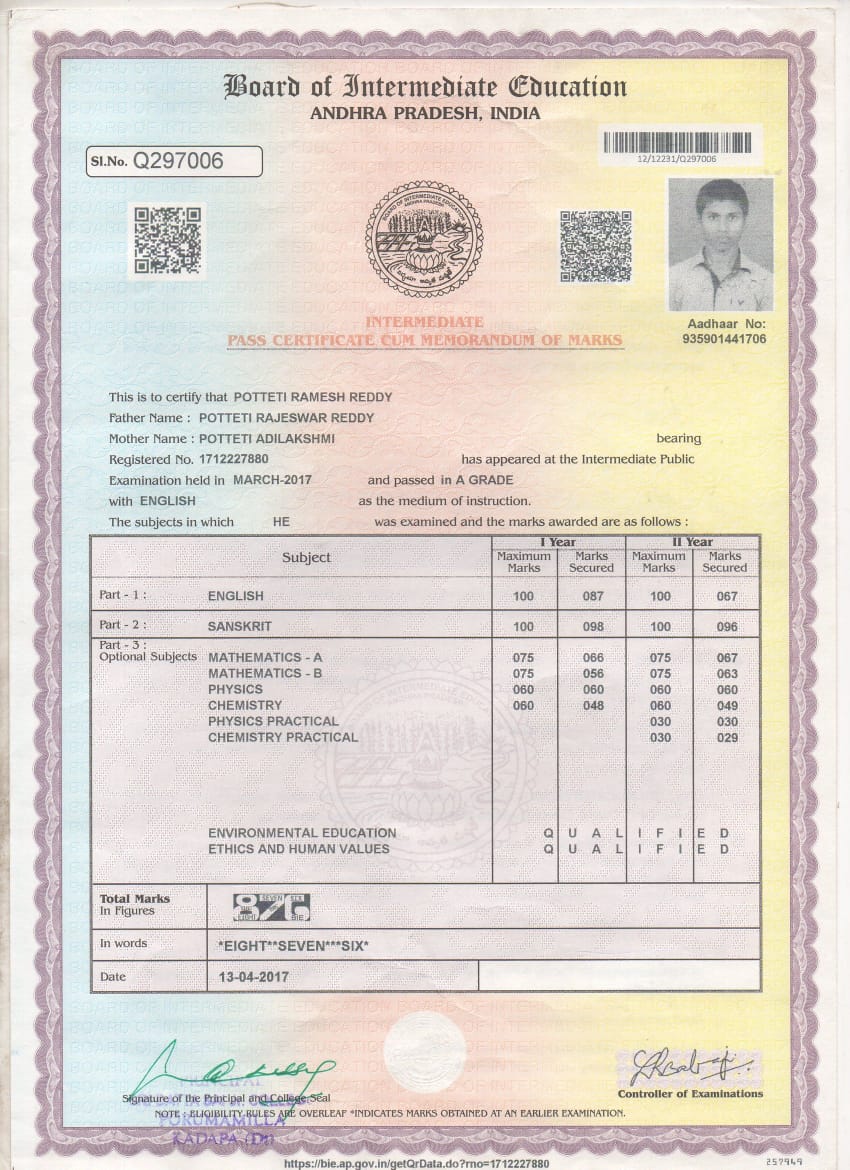 Board of Intermediate Education
ANDHRA PRADESH, INDIA
Sl.No. Q297006
12/12231/Q297006
BOARD OF INTERMEDIATE EDUCATION
ANDHRA PRADESH
Aadhaar No:
935901441706
INTERMEDIATE
PASS CERTIFICATE CUM MEMORANDUM OF MARKS
This is to certify that POTTETI RAMESH REDDY
Father Name : POTTETI RAJESWAR REDDY
Mother Name : POTTETI ADILAKSHMI bearing
Registered No. 1712227880 has appeared at the Intermediate Public
Examination held in MARCH-2017 and passed in A GRADE
with ENGLISH as the medium of instruction.
The subjects in which HE was examined and the marks awarded are as follows :
Subject I Year II Year
Maximum Marks Marks Secured Maximum Marks Marks Secured
Part - 1 : ENGLISH 100 087 100 067
Part - 2 : SANSKRIT 100 098 100 096
Part - 3 :
Optional Subjects MATHEMATICS - A 075 066 075 067
MATHEMATICS - B 075 056 075 063
PHYSICS 060 060 060 060
CHEMISTRY 060 048 060 049
PHYSICS PRACTICAL 030 030
CHEMISTRY PRACTICAL 030 029
ENVIRONMENTAL EDUCATION Q U A L I F I E D
ETHICS AND HUMAN VALUES Q U A L I F I E D
Total Marks
In Figures 876
In words *EIGHT**SEVEN***SIX*
Date 13-04-2017
PRINCIPAL
Signature of the Principal and College Seal
Controller of Examinations
NOTE : ELIGIBILITY RULES ARE OVERLEAF *INDICATES MARKS OBTAINED AT AN EARLIER EXAMINATION.
PORUMAMILLA
KADAPA (Dt)
https://bie.ap.gov.in/getQrData.do?rno=1712227880
257949